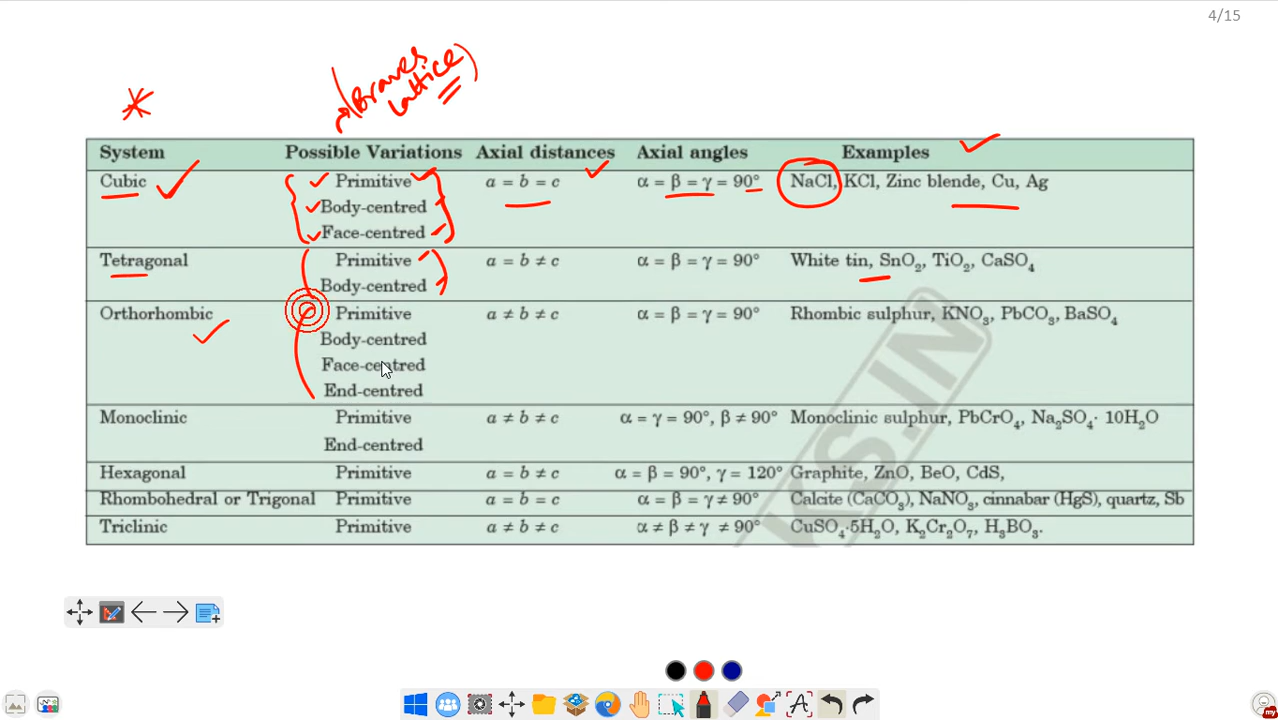 4/15
(Braves
lattice)
System Possible Variations Axial distances Axial angles Examples
Cubic Primitive a = b = c α = β = γ = 90° NaCl, KCl, Zinc blende, Cu, Ag
Body-centred
Face-centred
Tetragonal Primitive a = b ≠ c α = β = γ = 90° White tin, SnO₂, TiO₂, CaSO₄
Body-centred
Orthorhombic Primitive a ≠ b ≠ c α = β = γ = 90° Rhombic sulphur, KNO₃, PbCO₃, BaSO₄
Body-centred
Face-centred
End-centred
Monoclinic Primitive a ≠ b ≠ c α = γ = 90°, β ≠ 90° Monoclinic sulphur, PbCrO₄, Na₂SO₄· 10H₂O
End-centred
Hexagonal Primitive a = b ≠ c α = β = 90°, γ = 120° Graphite, ZnO, BeO, CdS,
Rhombohedral or Trigonal Primitive a = b = c α = β = γ ≠ 90° Calcite (CaCO₃), NaNO₃, cinnabar (HgS), quartz, Sb
Triclinic Primitive a ≠ b ≠ c α ≠ β ≠ γ ≠ 90° CuSO₄·5H₂O, K₂Cr₂O₇, H₃BO₃.
KS.IN
my